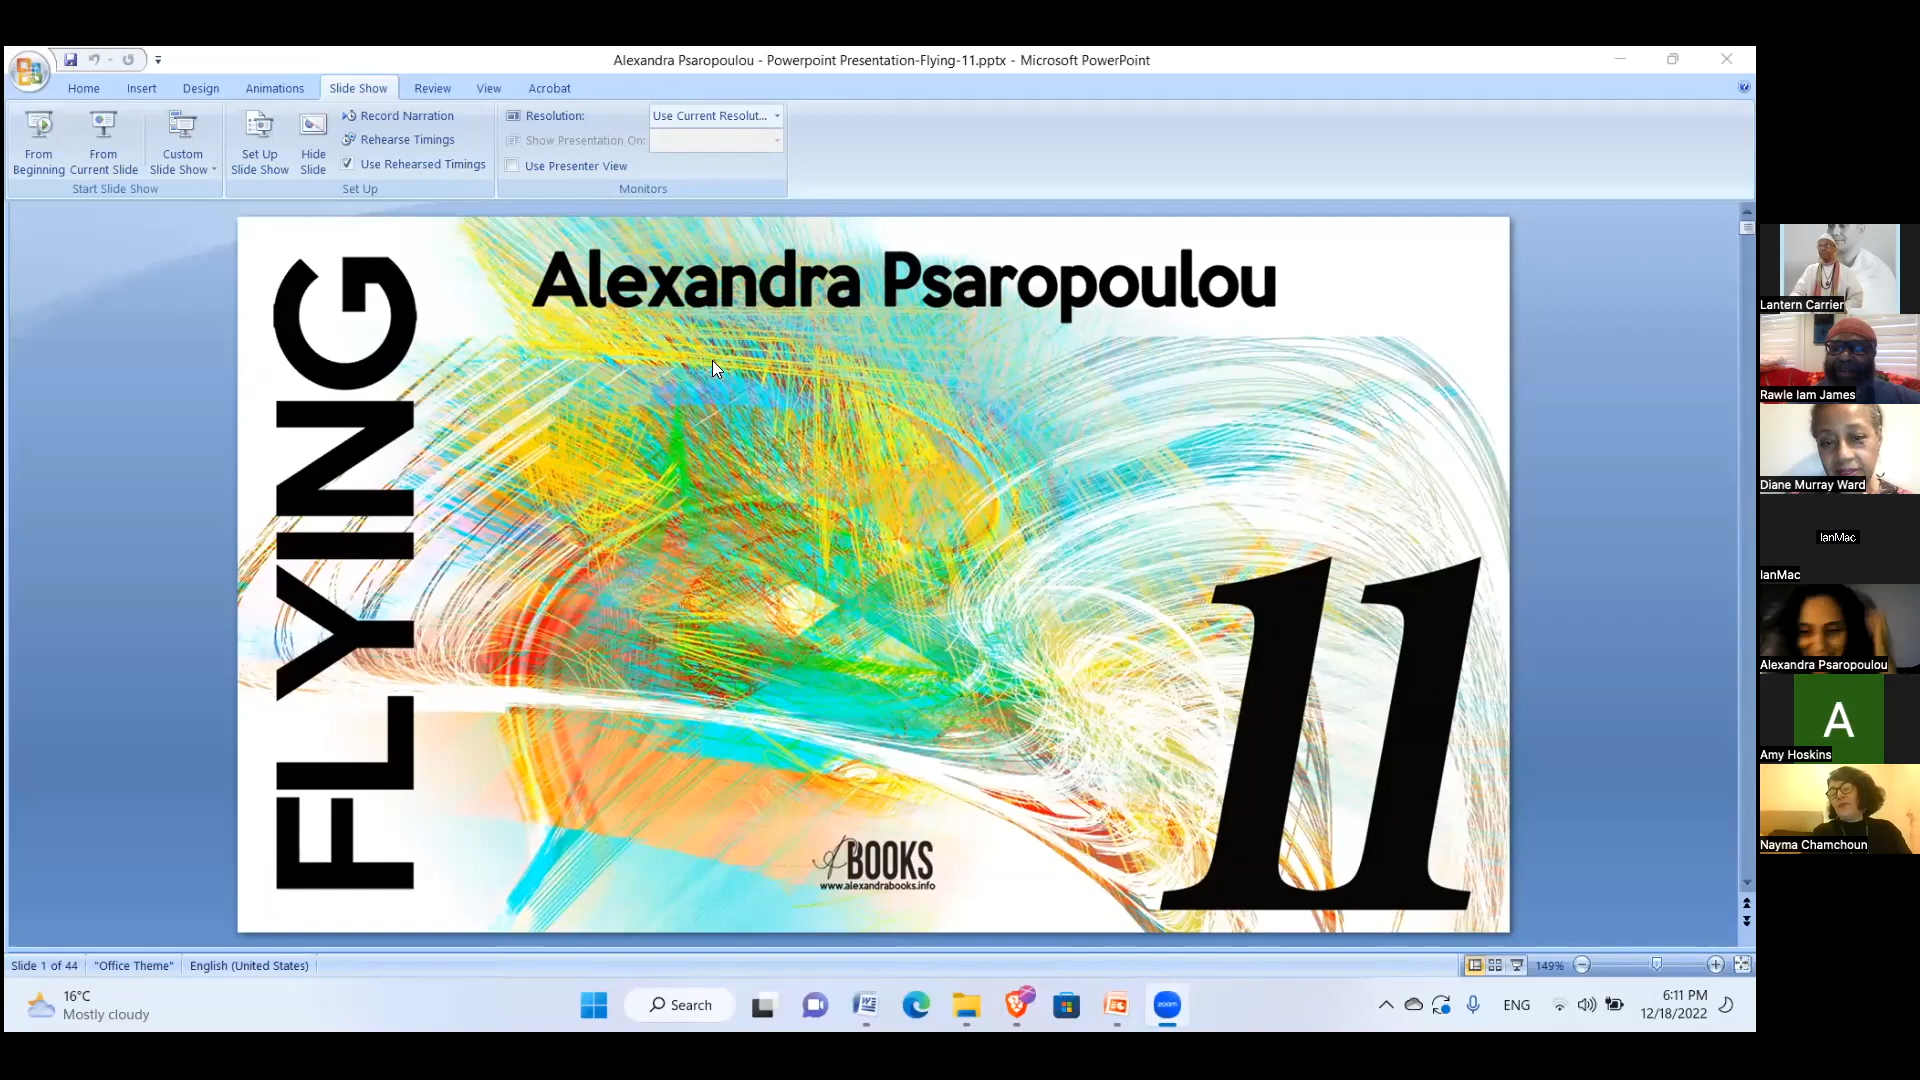 Alexandra Psaropoulou - Powerpoint Presentation-Flying-11.pptx - Microsoft PowerPoint
Home Insert Design Animations Slide Show Review View Acrobat
From Beginning
From Current Slide
Custom Slide Show
Start Slide Show
Set Up Slide Show
Hide Slide
Record Narration
Rehearse Timings
Use Rehearsed Timings
Set Up
Resolution: Use Current Resolut...
Show Presentation On:
Use Presenter View
Monitors
FLYING
Alexandra Psaropoulou
11
BOOKS
www.alexandrabooks.info
Lantern Carrier
Rawle Iam James
Diane Murray Ward
IanMac
IanMac
Alexandra Psaropoulou
A
Amy Hoskins
Nayma Chamchoun
Slide 1 of 44 "Office Theme" English (United States) 149%
16°C
Mostly cloudy
Search
zoom
ENG
6:11 PM
12/18/2022